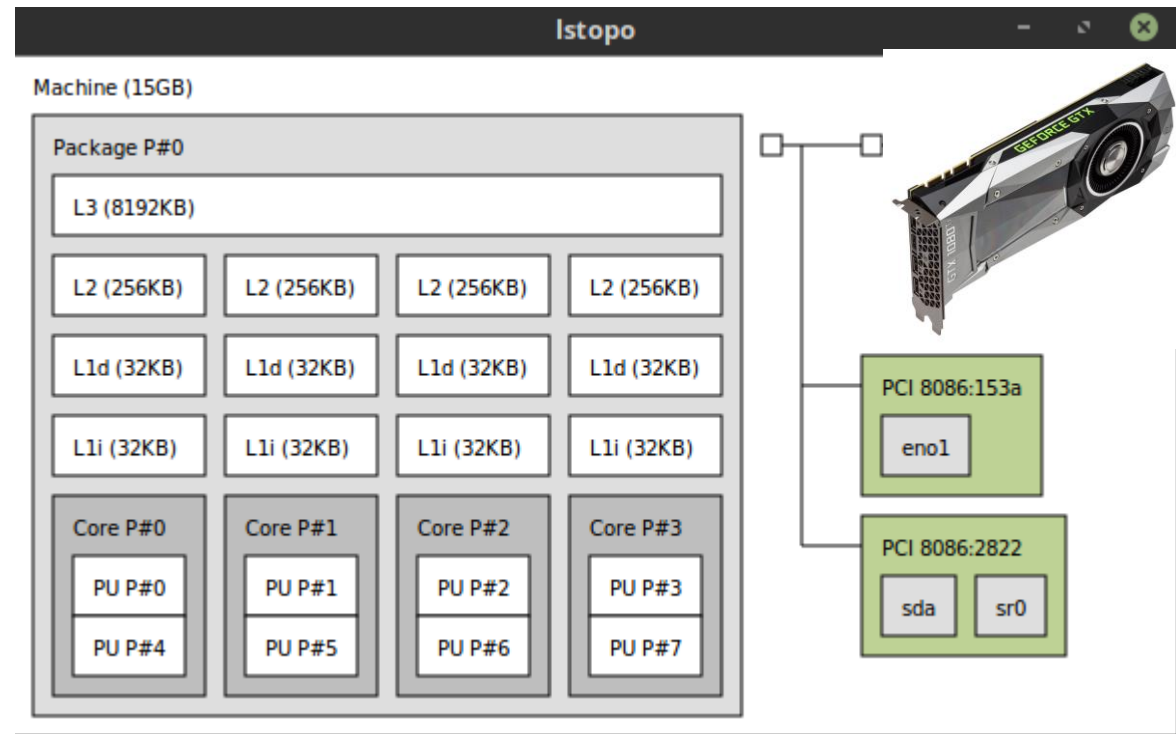 lstopo
Machine (15GB)
Package P#0
L3 (8192KB)
L2 (256KB) L2 (256KB) L2 (256KB) L2 (256KB)
L1d (32KB) L1d (32KB) L1d (32KB) L1d (32KB)
L1i (32KB) L1i (32KB) L1i (32KB) L1i (32KB)
Core P#0 Core P#1 Core P#2 Core P#3
PU P#0 PU P#1 PU P#2 PU P#3
PU P#4 PU P#5 PU P#6 PU P#7
GEFORCE GTX
GTX 1080
PCI 8086:153a
eno1
PCI 8086:2822
sda sr0